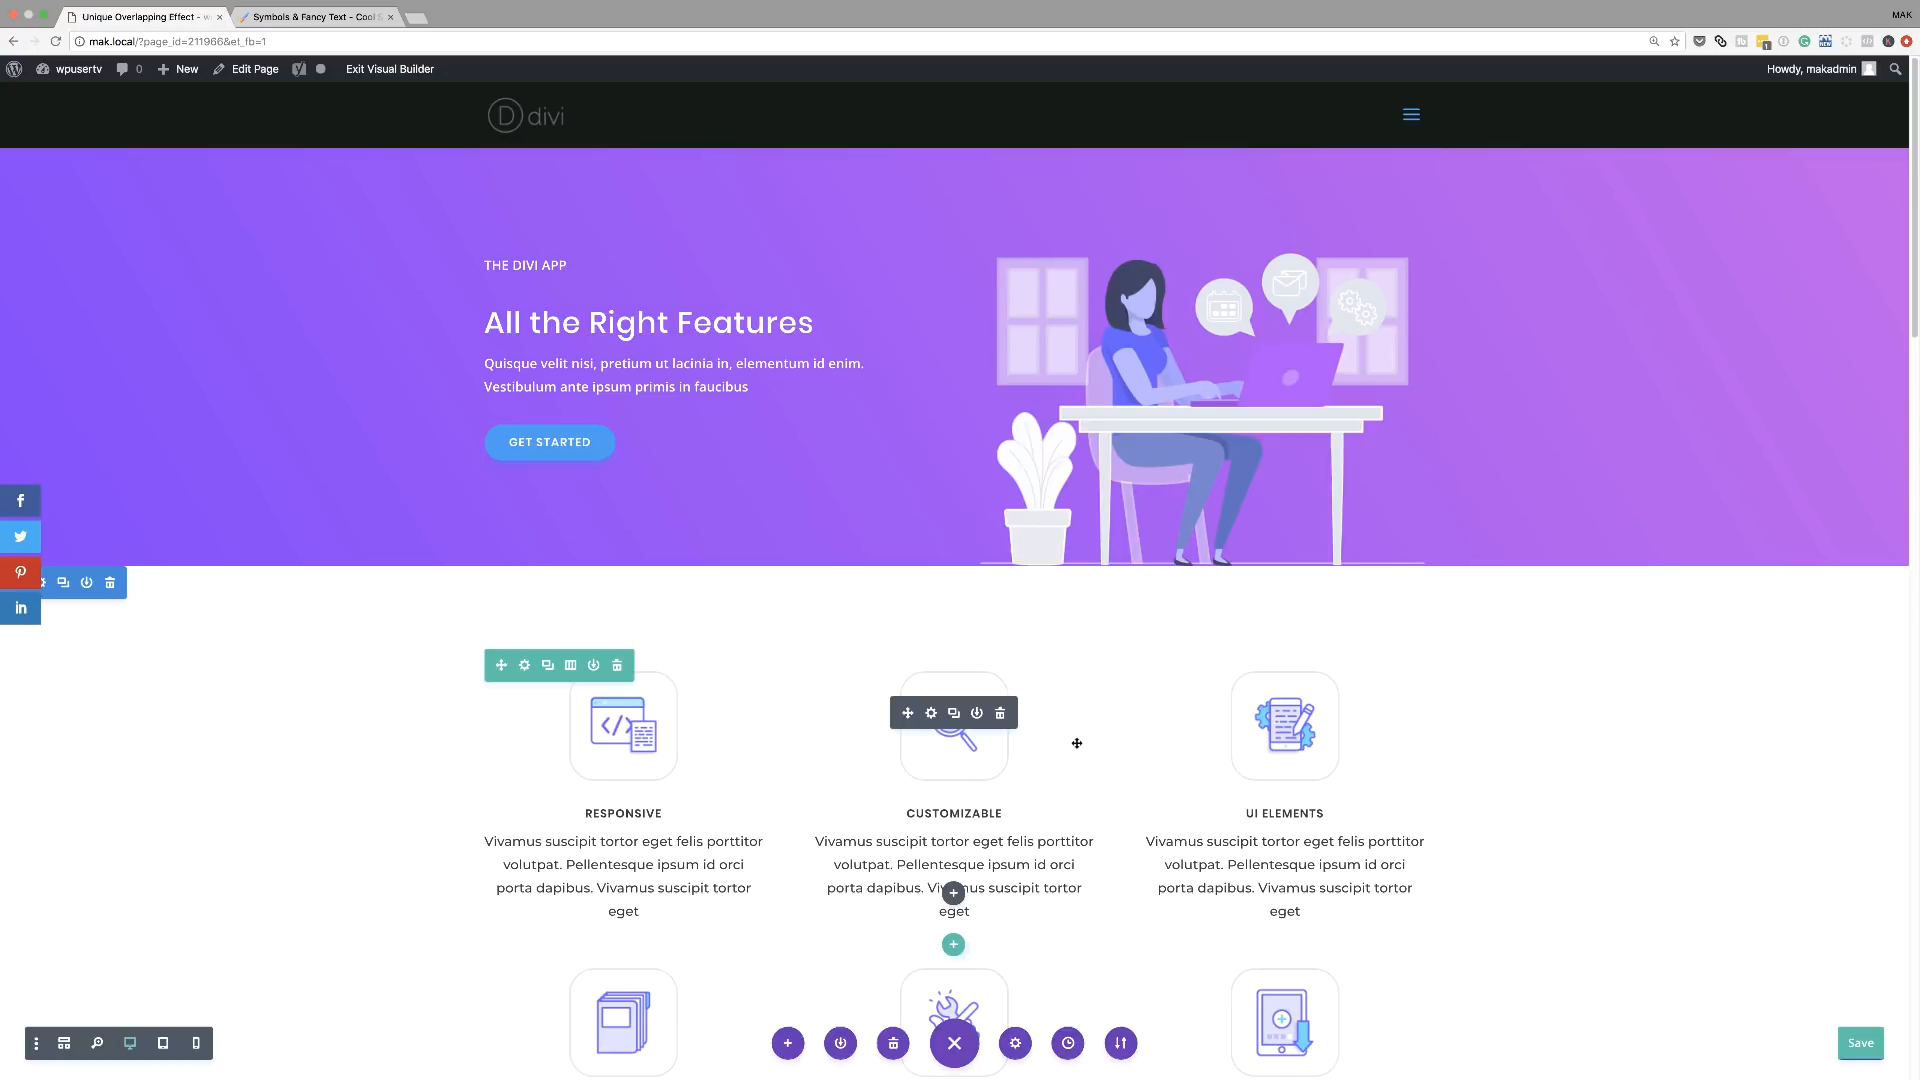 MAK
Unique Overlapping Effect - w
Symbols & Fancy Text - Cool S
mak.local/?page_id=211966&et_fb=1
wpusertv
0
New
Edit Page
Exit Visual Builder
Howdy, makadmin
D divi
THE DIVI APP
All the Right Features
Quisque velit nisi, pretium ut lacinia in, elementum id enim.
Vestibulum ante ipsum primis in faucibus
GET STARTED
RESPONSIVE
Vivamus suscipit tortor eget felis porttitor
volutpat. Pellentesque ipsum id orci
porta dapibus. Vivamus suscipit tortor
eget
CUSTOMIZABLE
Vivamus suscipit tortor eget felis porttitor
volutpat. Pellentesque ipsum id orci
porta dapibus. Vivamus suscipit tortor
eget
UI ELEMENTS
Vivamus suscipit tortor eget felis porttitor
volutpat. Pellentesque ipsum id orci
porta dapibus. Vivamus suscipit tortor
eget
Save